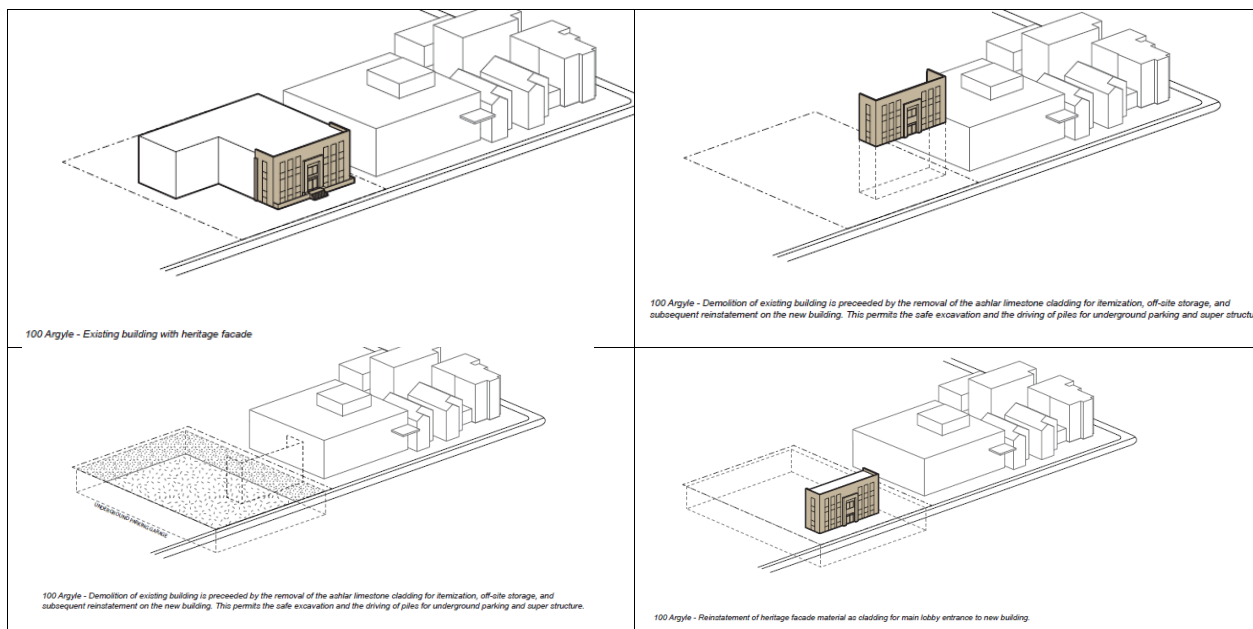 100 Argyle - Existing building with heritage facade
100 Argyle - Demolition of existing building is preceeded by the removal of the ashlar limestone cladding for itemization, off-site storage, and
subsequent reinstatement on the new building. This permits the safe excavation and the driving of piles for underground parking and super structu
UNDERGROUND PARKING GARAGE
100 Argyle - Demolition of existing building is preceeded by the removal of the ashlar limestone cladding for itemization, off-site storage, and
subsequent reinstatement on the new building. This permits the safe excavation and the driving of piles for underground parking and super structure.
100 Argyle - Reinstatement of heritage facade material as cladding for main lobby entrance to new building.